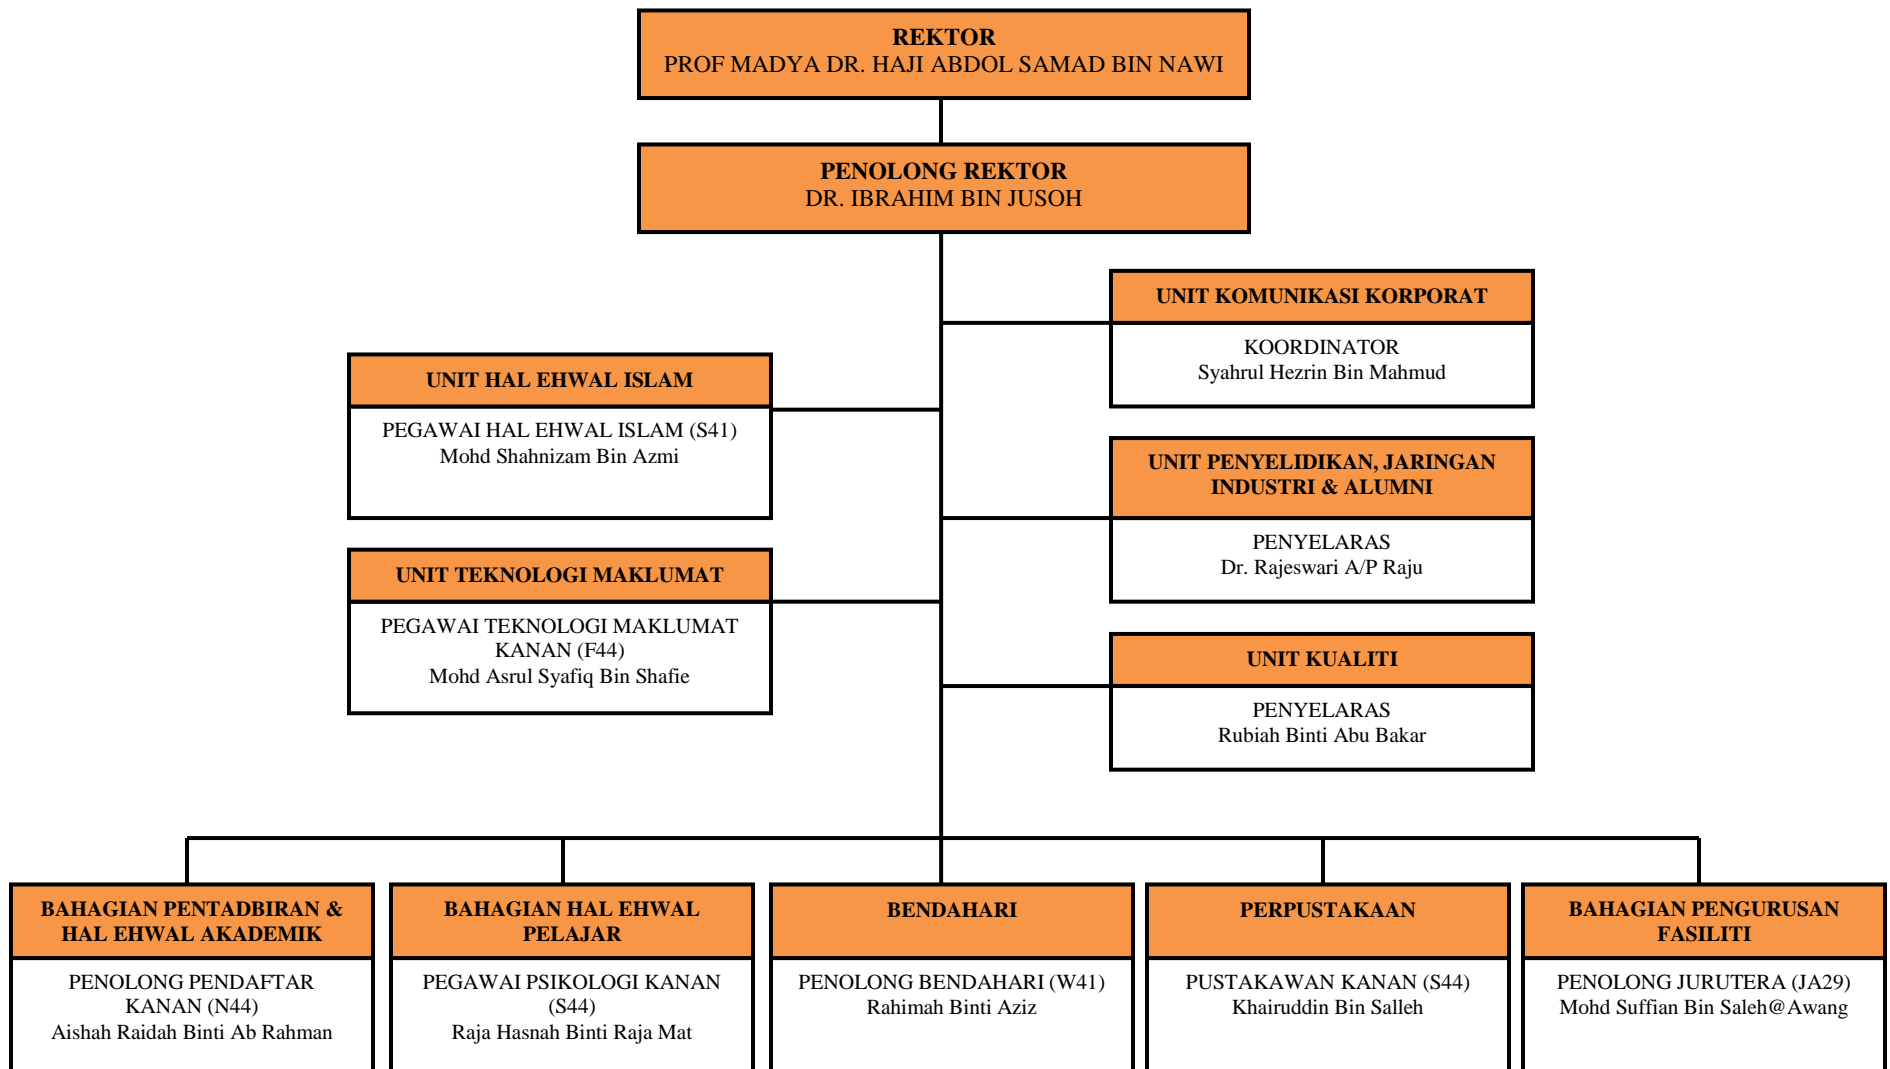 REKTOR
PROF MADYA DR. HAJI ABDOL SAMAD BIN NAWI
PENOLONG REKTOR
DR. IBRAHIM BIN JUSOH
UNIT KOMUNIKASI KORPORAT
KOORDINATOR
Syahrul Hezrin Bin Mahmud
UNIT HAL EHWAL ISLAM
PEGAWAI HAL EHWAL ISLAM (S41)
Mohd Shahnizam Bin Azmi
UNIT PENYELIDIKAN, JARINGAN
INDUSTRI & ALUMNI
PENYELARAS
Dr. Rajeswari A/P Raju
UNIT TEKNOLOGI MAKLUMAT
PEGAWAI TEKNOLOGI MAKLUMAT
KANAN (F44)
Mohd Asrul Syafiq Bin Shafie
UNIT KUALITI
PENYELARAS
Rubiah Binti Abu Bakar
BAHAGIAN PENTADBIRAN &
HAL EHWAL AKADEMIK
PENOLONG PENDAFTAR
KANAN (N44)
Aishah Raidah Binti Ab Rahman
BAHAGIAN HAL EHWAL
PELAJAR
PEGAWAI PSIKOLOGI KANAN
(S44)
Raja Hasnah Binti Raja Mat
BENDAHARI
PENOLONG BENDAHARI (W41)
Rahimah Binti Aziz
PERPUSTAKAAN
PUSTAKAWAN KANAN (S44)
Khairuddin Bin Salleh
BAHAGIAN PENGURUSAN
FASILITI
PENOLONG JURUTERA (JA29)
Mohd Suffian Bin Saleh@Awang